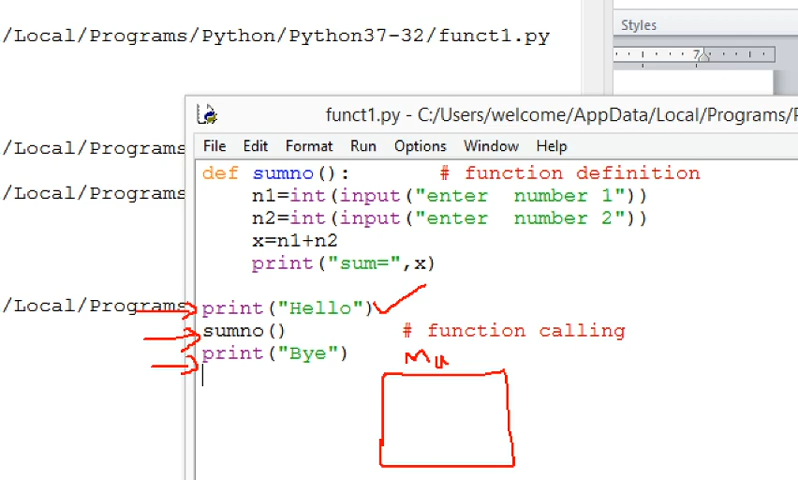 /Local/Programs/Python/Python37-32/funct1.py
Styles
7
funct1.py - C:/Users/welcome/AppData/Local/Programs/
File Edit Format Run Options Window Help
/Local/Programs
def sumno():        # function definition
/Local/Programs
    n1=int(input("enter  number 1"))
    n2=int(input("enter  number 2"))
    x=n1+n2
    print("sum=",x)
/Local/Programs
print("Hello")
sumno()          # function calling
print("Bye")